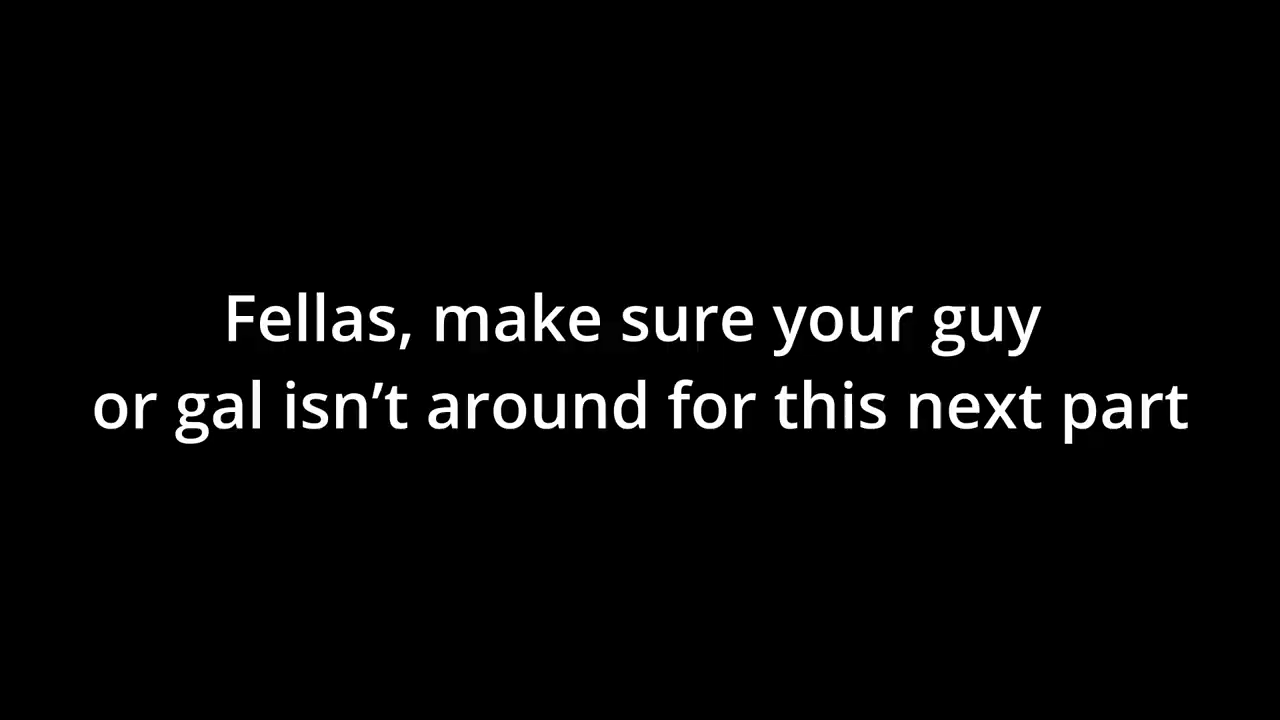 Fellas, make sure your guy
or gal isn’t around for this next part